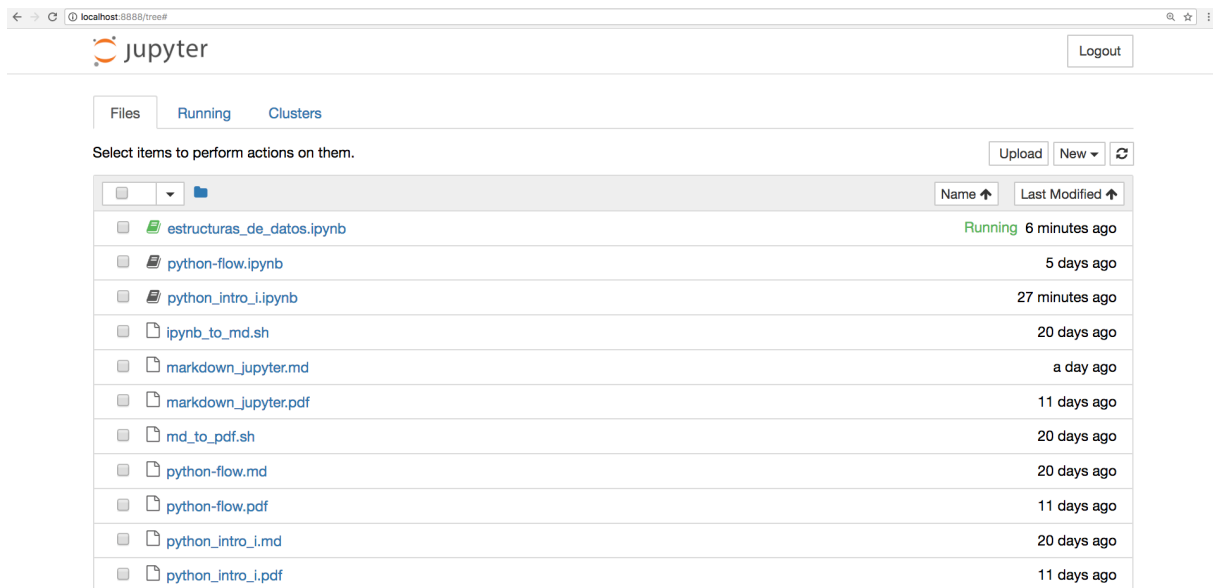 localhost:8888/tree#
jupyter
Logout
Files Running Clusters
Select items to perform actions on them.
Upload New
Name Last Modified
estructuras_de_datos.ipynb Running 6 minutes ago
python-flow.ipynb 5 days ago
python_intro_i.ipynb 27 minutes ago
ipynb_to_md.sh 20 days ago
markdown_jupyter.md a day ago
markdown_jupyter.pdf 11 days ago
md_to_pdf.sh 20 days ago
python-flow.md 20 days ago
python-flow.pdf 11 days ago
python_intro_i.md 20 days ago
python_intro_i.pdf 11 days ago